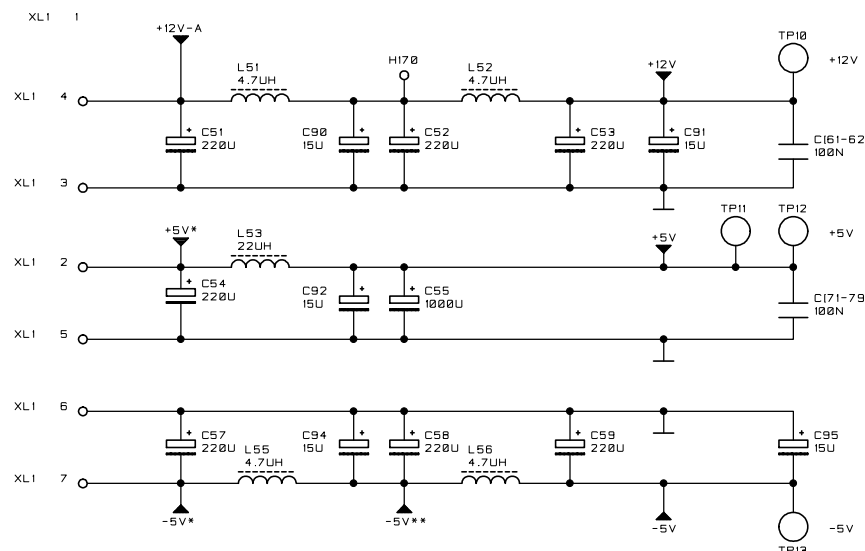 XL1 1
+12V-A
TP10
+12V
H170
+12V
L51
4.7UH
L52
4.7UH
XL1 4
C51
220U
C90
15U
C52
220U
C53
220U
C91
15U
C(61-62
100N
XL1 3
+5V*
L53
22UH
TP11
TP12
+5V
+5V
XL1 2
C54
220U
C92
15U
C55
1000U
C(71-79
100N
XL1 5
XL1 6
C57
220U
C94
15U
C58
220U
C59
220U
C95
15U
L55
4.7UH
L56
4.7UH
XL1 7
-5V*
-5V**
-5V
-5V
TP13